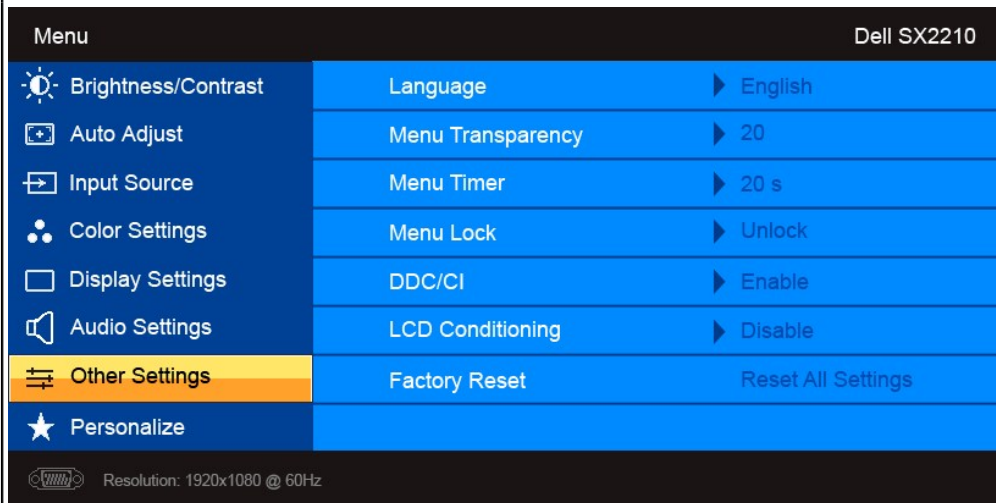 Menu Dell SX2210
Brightness/Contrast Language English
Auto Adjust Menu Transparency 20
Input Source Menu Timer 20 s
Color Settings Menu Lock Unlock
Display Settings DDC/CI Enable
Audio Settings LCD Conditioning Disable
Other Settings Factory Reset Reset All Settings
Personalize
Resolution: 1920x1080 @ 60Hz